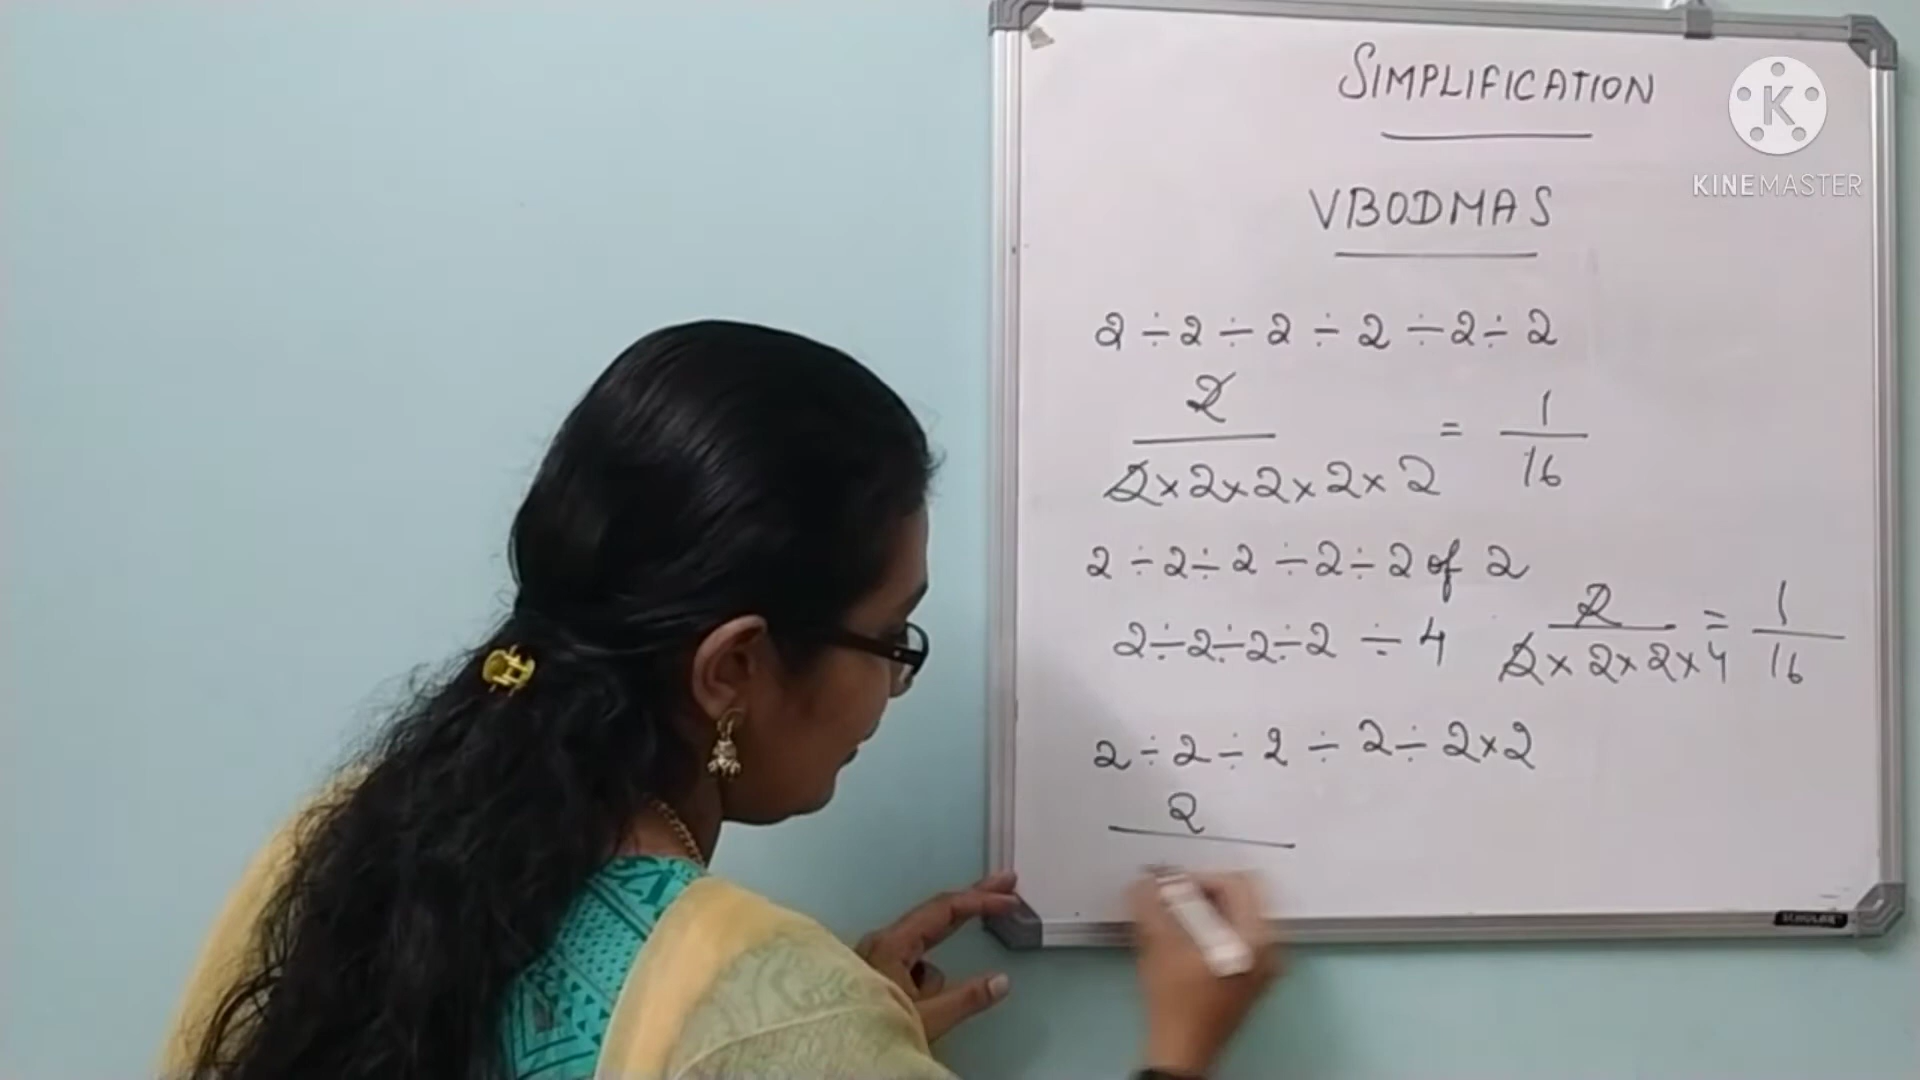 SIMPLIFICATION
KINEMASTER
VBODMAS
2 ÷ 2 ÷ 2 ÷ 2 ÷ 2 ÷ 2
2
2 × 2 × 2 × 2 × 2
= 1
16
2 ÷ 2 ÷ 2 ÷ 2 ÷ 2 of 2
2 ÷ 2 ÷ 2 ÷ 2 ÷ 4
2
2 × 2 × 2 × 4
= 1
16
2 ÷ 2 ÷ 2 ÷ 2 ÷ 2 × 2
2
SCHOLAR